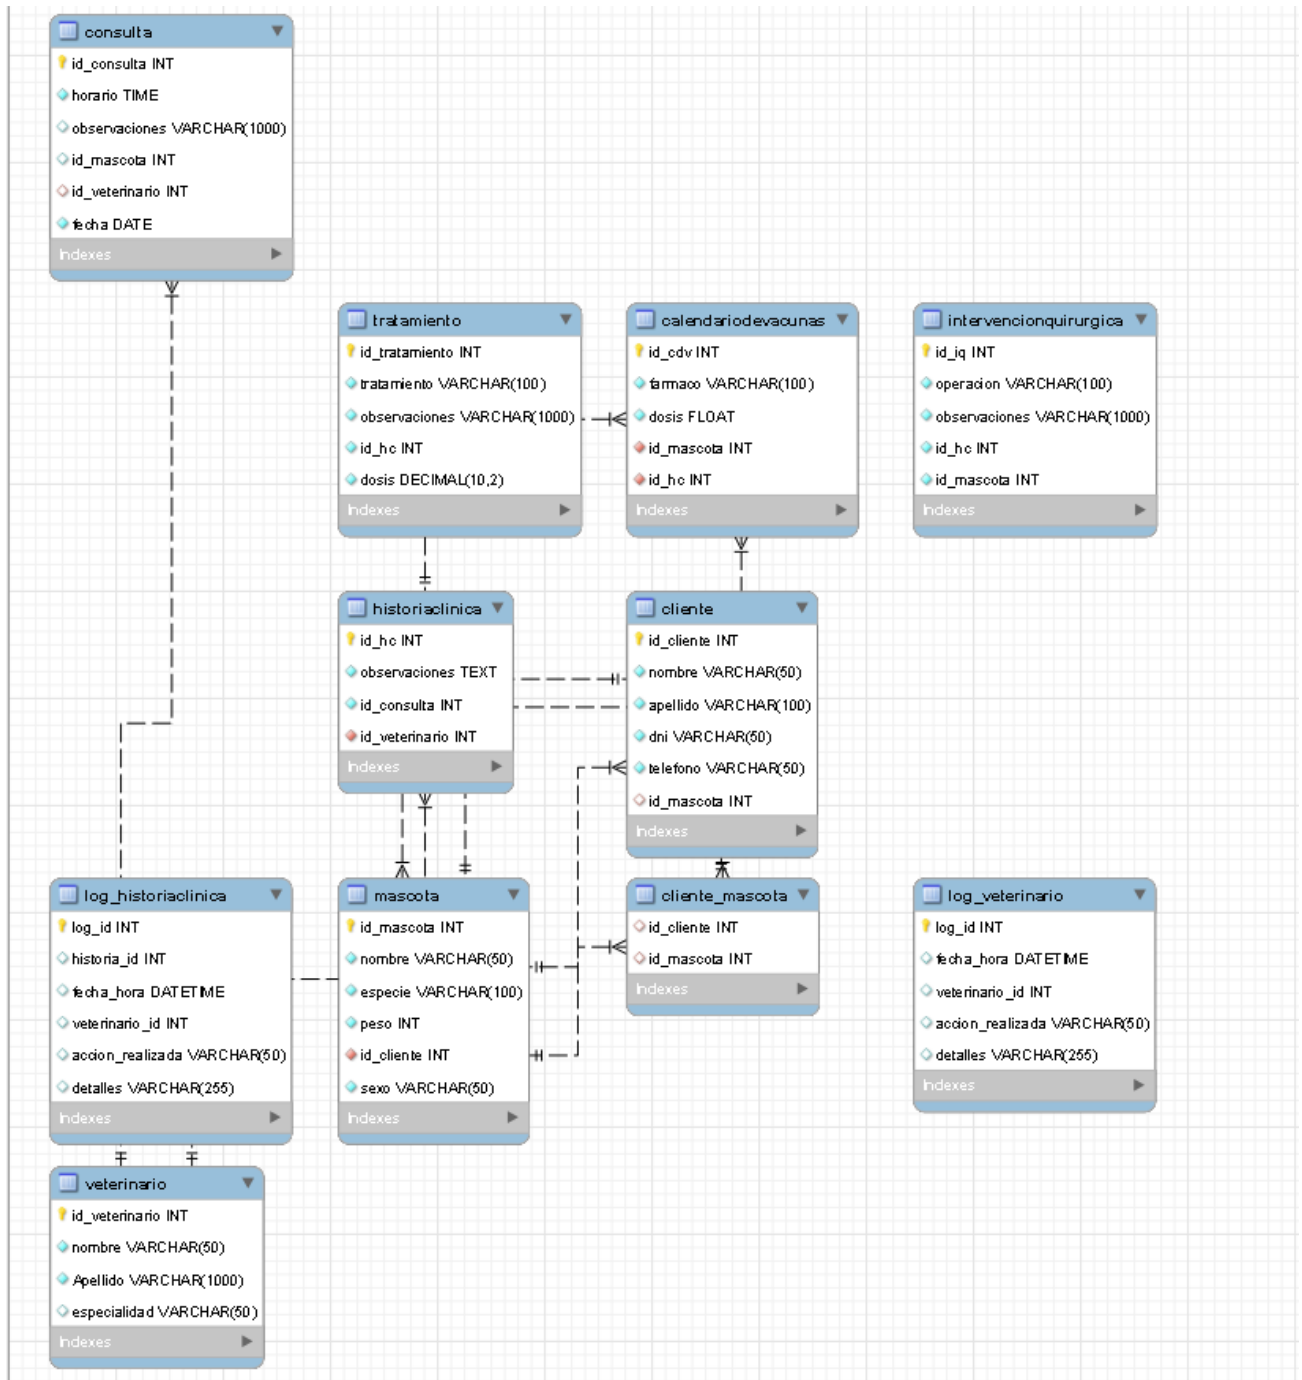 consulta
id_consulta INT
horario TIME
observaciones VARCHAR(1000)
id_mascota INT
id_veterinario INT
fecha DATE
Indexes
tratamiento
id_tratamiento INT
tratamiento VARCHAR(100)
observaciones VARCHAR(1000)
id_hc INT
dosis DECIMAL(10,2)
Indexes
calendariodevacunas
id_cdv INT
farmaco VARCHAR(100)
dosis FLOAT
id_mascota INT
id_hc INT
Indexes
intervencionquirurgica
id_iq INT
operacion VARCHAR(100)
observaciones VARCHAR(1000)
id_hc INT
id_mascota INT
Indexes
historiaclinica
id_hc INT
observaciones TEXT
id_consulta INT
id_veterinario INT
Indexes
cliente
id_cliente INT
nombre VARCHAR(50)
apellido VARCHAR(100)
dni VARCHAR(50)
telefono VARCHAR(50)
id_mascota INT
Indexes
log_historiaclinica
log_id INT
historia_id INT
fecha_hora DATETIME
veterinario_id INT
accion_realizada VARCHAR(50)
detalles VARCHAR(255)
Indexes
mascota
id_mascota INT
nombre VARCHAR(50)
especie VARCHAR(100)
peso INT
id_cliente INT
sexo VARCHAR(50)
Indexes
cliente_mascota
id_cliente INT
id_mascota INT
Indexes
log_veterinario
log_id INT
fecha_hora DATETIME
veterinario_id INT
accion_realizada VARCHAR(50)
detalles VARCHAR(255)
Indexes
veterinario
id_veterinario INT
nombre VARCHAR(50)
Apellido VARCHAR(1000)
especialidad VARCHAR(50)
Indexes